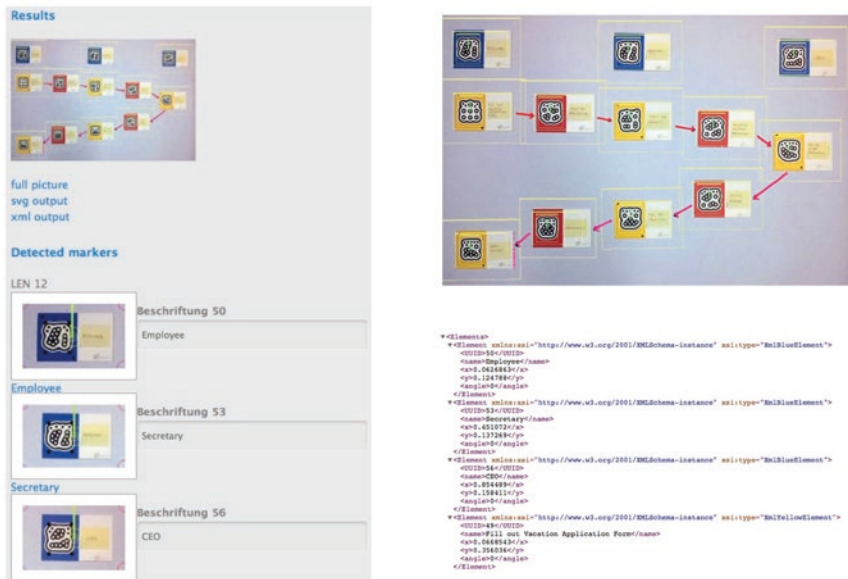 Results
full picture
svg output
xml output
Detected markers
LEN 12
Beschriftung 50
Employee
Employee
Beschriftung 53
Secretary
Secretary
Beschriftung 56
CEO
▼<Elements>
▼<Element xmlns:xsi="http://www.w3.org/2001/XMLSchema-instance" xsi:type="XmlBlueElement">
<UUID>50</UUID>
<name>Employee</name>
<x>0.0626863</x>
<y>0.124788</y>
<angle>0</angle>
</Element>
▼<Element xmlns:xsi="http://www.w3.org/2001/XMLSchema-instance" xsi:type="XmlBlueElement">
<UUID>53</UUID>
<name>Secretary</name>
<x>0.451072</x>
<y>0.137269</y>
<angle>0</angle>
</Element>
▼<Element xmlns:xsi="http://www.w3.org/2001/XMLSchema-instance" xsi:type="XmlBlueElement">
<UUID>56</UUID>
<name>CEO</name>
<x>0.854489</x>
<y>0.158411</y>
<angle>0</angle>
</Element>
▼<Element xmlns:xsi="http://www.w3.org/2001/XMLSchema-instance" xsi:type="XmlYellowElement">
<UUID>49</UUID>
<name>Fill out Vacation Application Form</name>
<x>0.0668543</x>
<y>0.356036</y>
<angle>0</angle>
</Element>